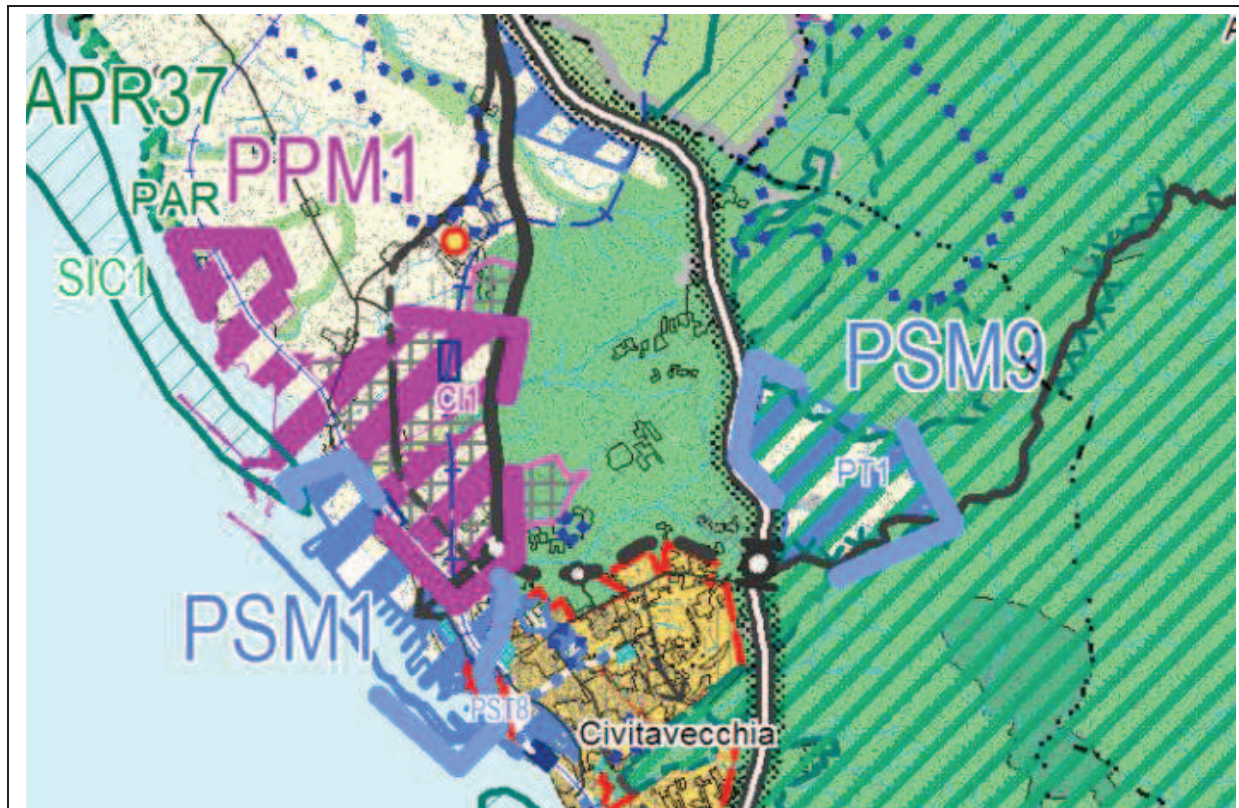 A
APR37
PPM1
PAR
SIC1
PSM9
CI1
PT1
PSM1
PST8
Civitavecchia